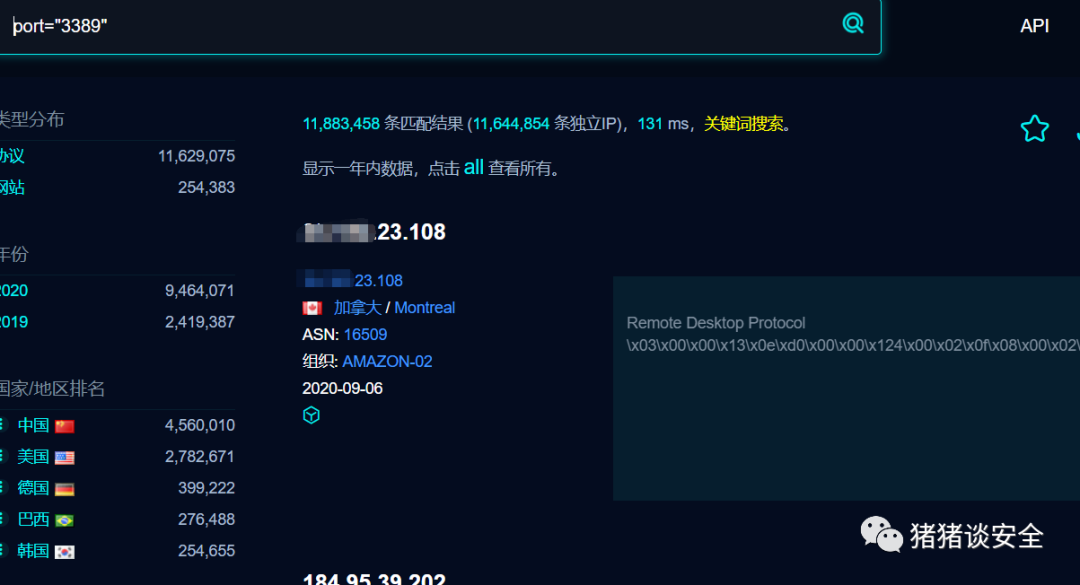 port="3389"
API
类型分布
协议 11,629,075
网站 254,383
年份
2020 9,464,071
2019 2,419,387
国家/地区排名
中国 4,560,010
美国 2,782,671
德国 399,222
巴西 276,488
韩国 254,655
11,883,458 条匹配结果 (11,644,854 条独立IP)，131 ms，关键词搜索。
显示一年内数据，点击 all 查看所有。
.23.108
23.108
加拿大 / Montreal
ASN: 16509
组织: AMAZON-02
2020-09-06
Remote Desktop Protocol
\x03\x00\x00\x13\x0e\xd0\x00\x00\x124\x00\x02\x0f\x08\x00\x02\
184.95.39.202
猪猪谈安全